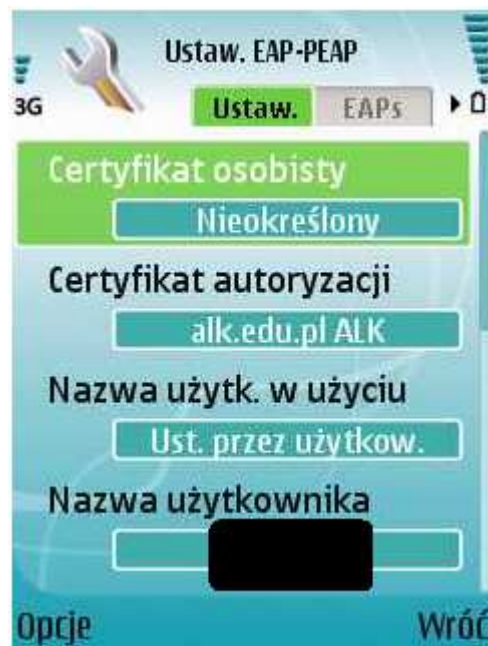 Ustaw. EAP-PEAP
3G
Ustaw. EAPs
Certyfikat osobisty
Nieokreślony
Certyfikat autoryzacji
alk.edu.pl ALK
Nazwa użytk. w użyciu
Ust. przez użytkow.
Nazwa użytkownika
Opcje Wróć